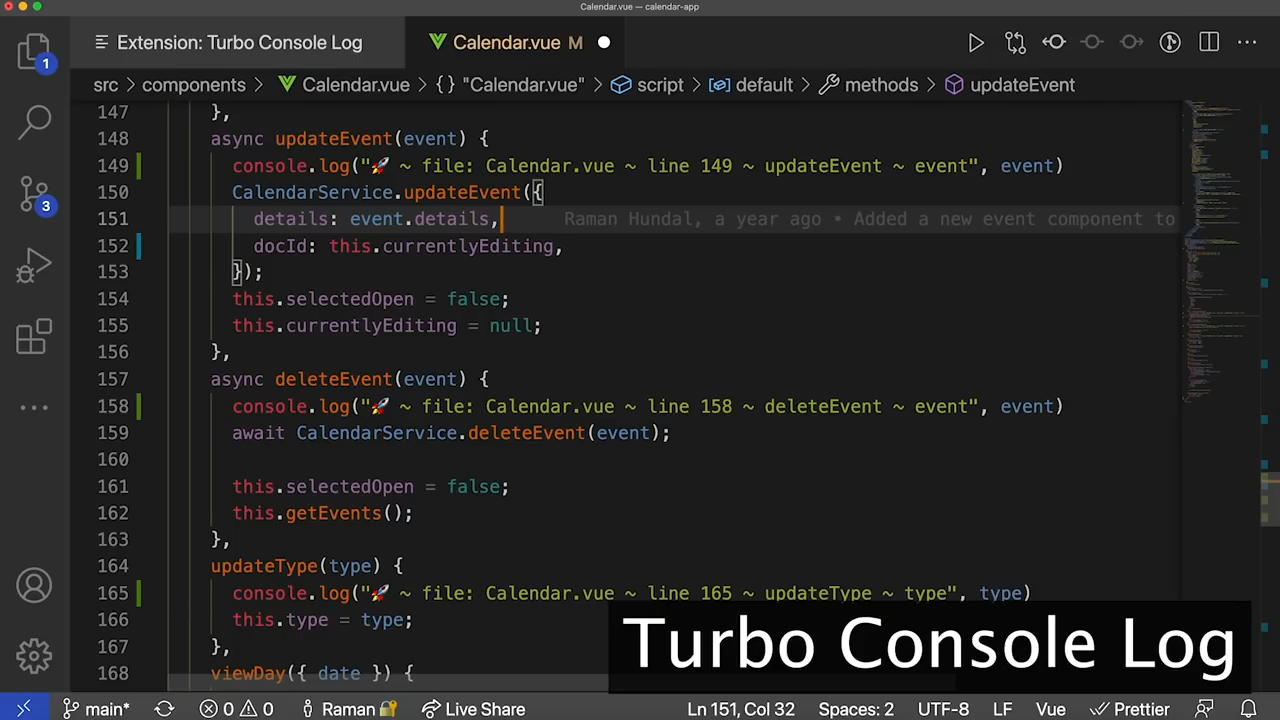 Calendar.vue — calendar-app
Extension: Turbo Console Log
Calendar.vue M
src > components > Calendar.vue > {} "Calendar.vue" > script > default > methods > updateEvent
147 },
148 async updateEvent(event) {
149 console.log("🚀 ~ file: Calendar.vue ~ line 149 ~ updateEvent ~ event", event)
150 CalendarService.updateEvent({
151 details: event.details, Raman Hundal, a year ago • Added a new event component to
152 docId: this.currentlyEditing,
153 });
154 this.selectedOpen = false;
155 this.currentlyEditing = null;
156 },
157 async deleteEvent(event) {
158 console.log("🚀 ~ file: Calendar.vue ~ line 158 ~ deleteEvent ~ event", event)
159 await CalendarService.deleteEvent(event);
160
161 this.selectedOpen = false;
162 this.getEvents();
163 },
164 updateType(type) {
165 console.log("🚀 ~ file: Calendar.vue ~ line 165 ~ updateType ~ type", type)
166 this.type = type;
167 },
168 viewDay({ date }) {
1
3
Turbo Console Log
main* 0 0 Raman🔐 Live Share Ln 151, Col 32 Spaces: 2 UTF-8 LF Vue Prettier